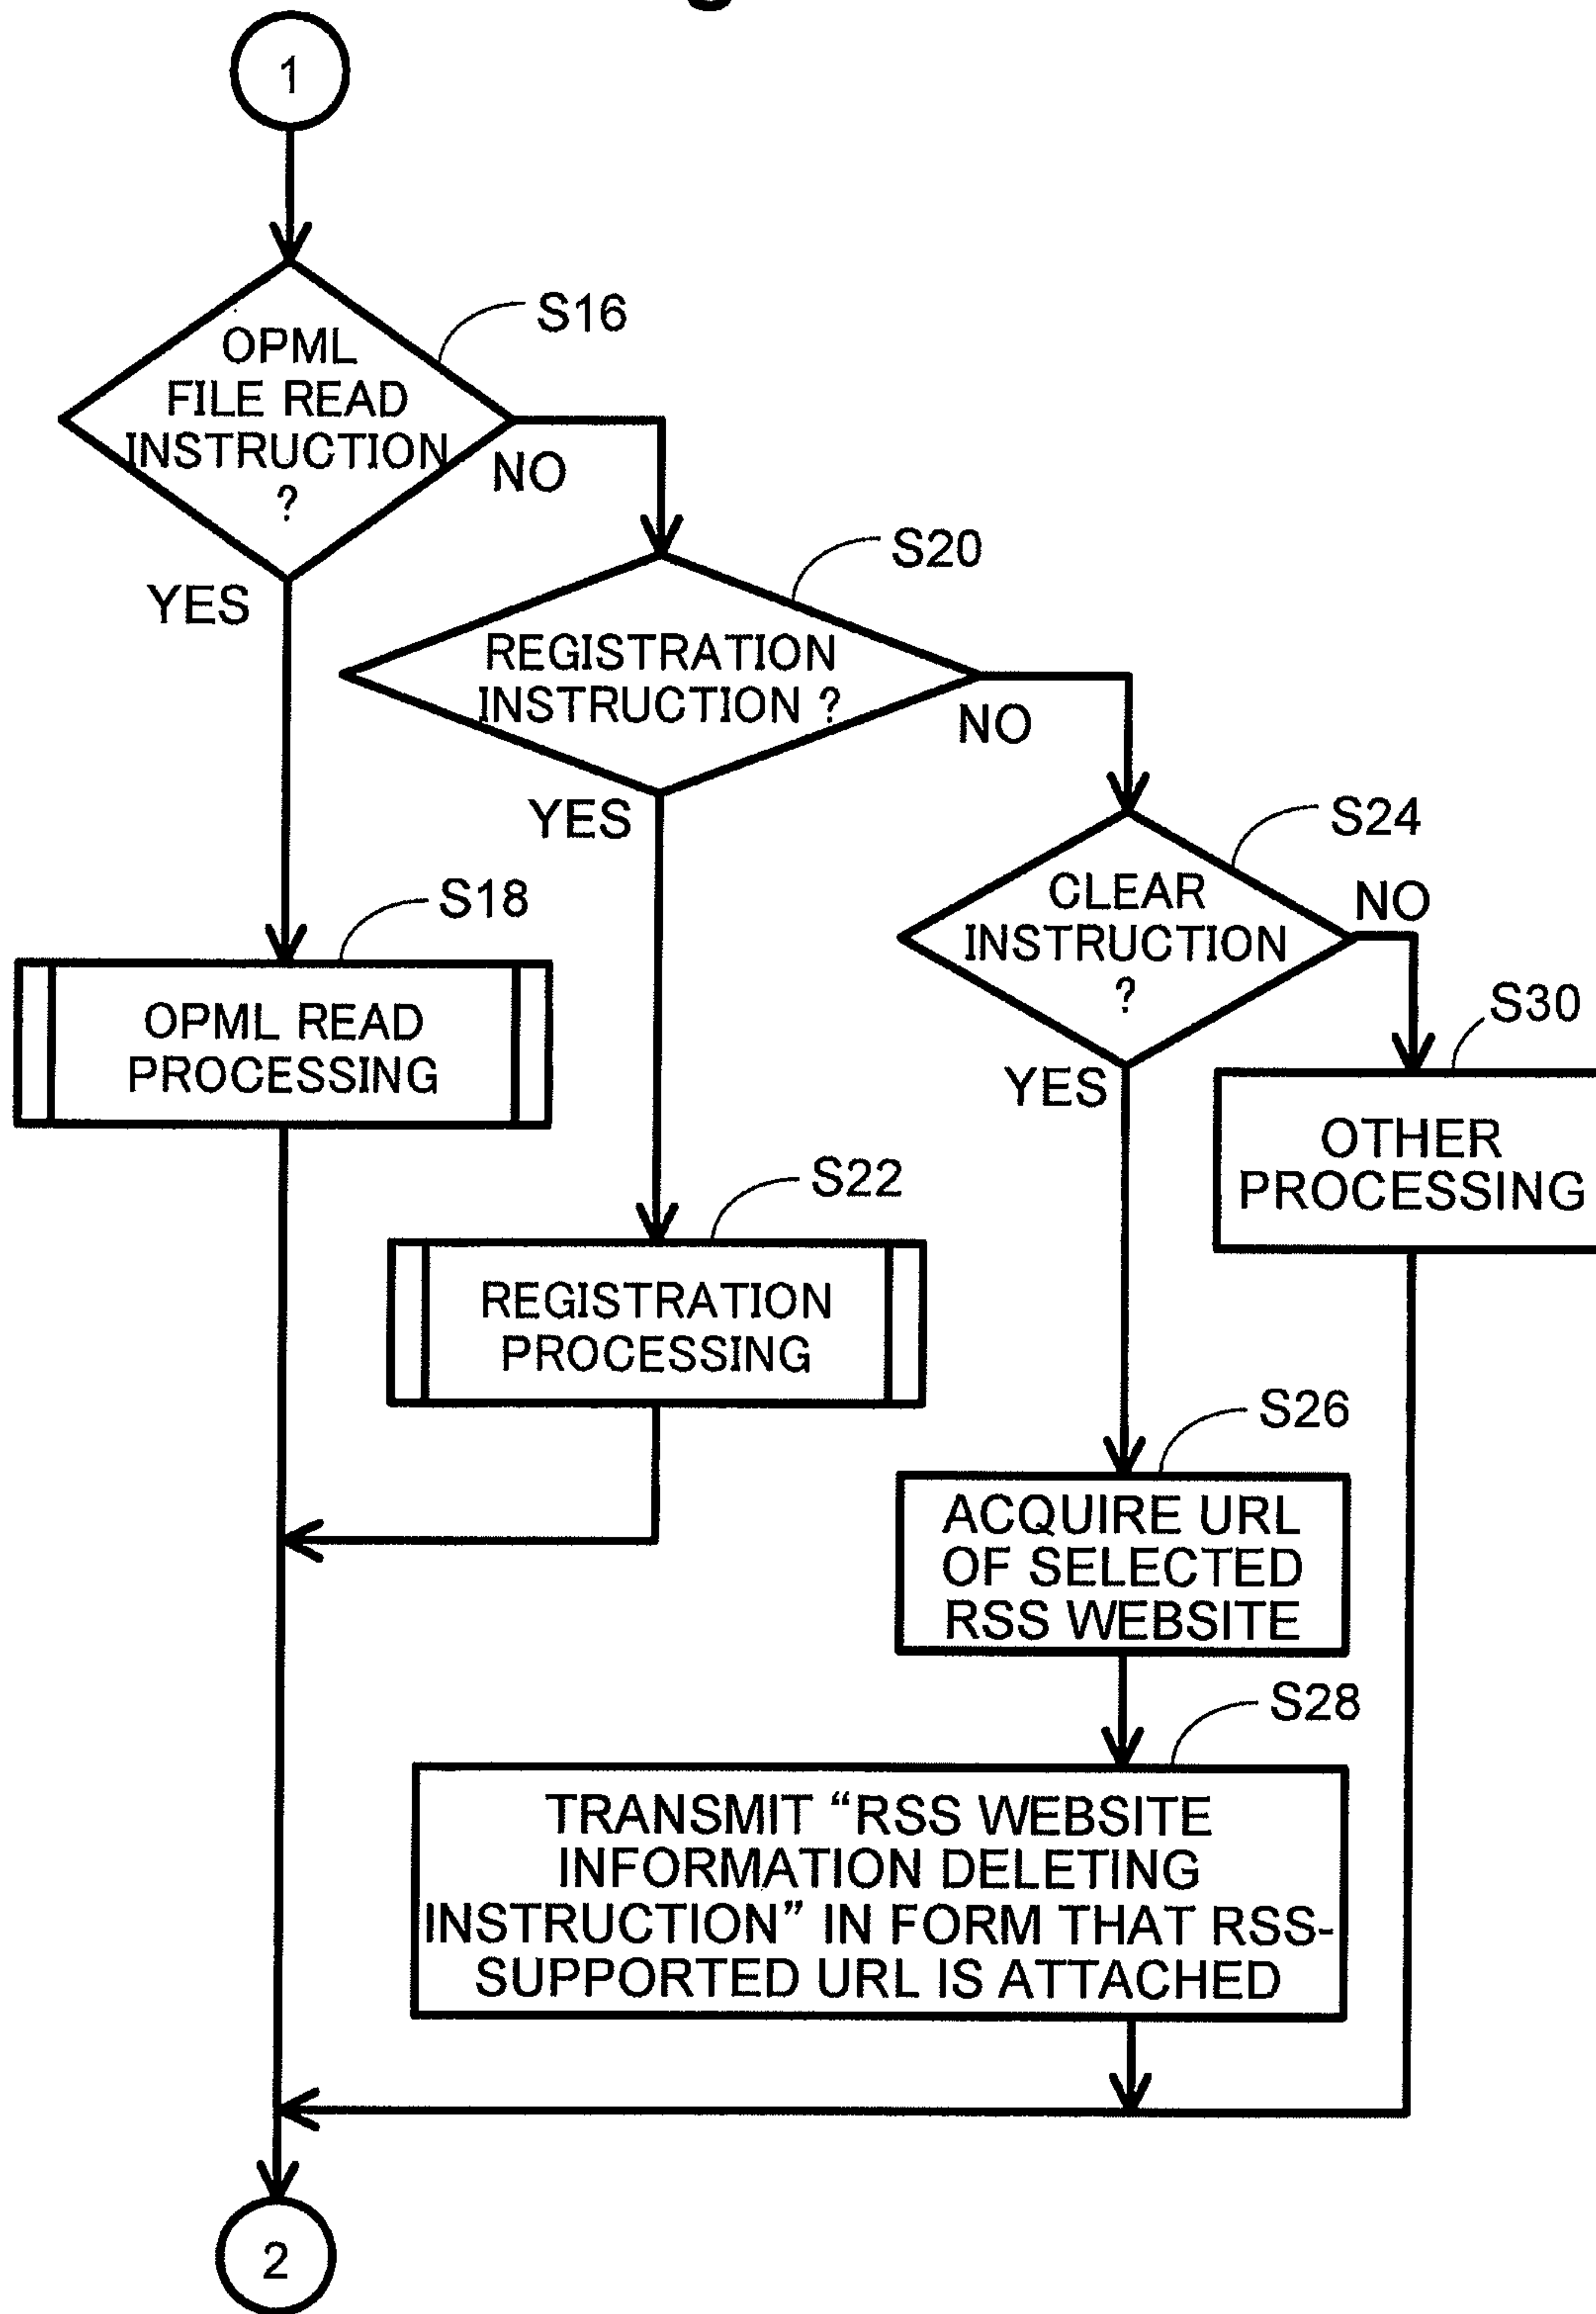 1
S16
OPML
FILE READ
INSTRUCTION
?
NO
YES
S20
REGISTRATION
INSTRUCTION ?
NO
YES
S24
CLEAR
INSTRUCTION
?
NO
YES
S18
OPML READ
PROCESSING
S30
OTHER
PROCESSING
S22
REGISTRATION
PROCESSING
S26
ACQUIRE URL
OF SELECTED
RSS WEBSITE
S28
TRANSMIT “RSS WEBSITE
INFORMATION DELETING
INSTRUCTION” IN FORM THAT RSS-
SUPPORTED URL IS ATTACHED
2